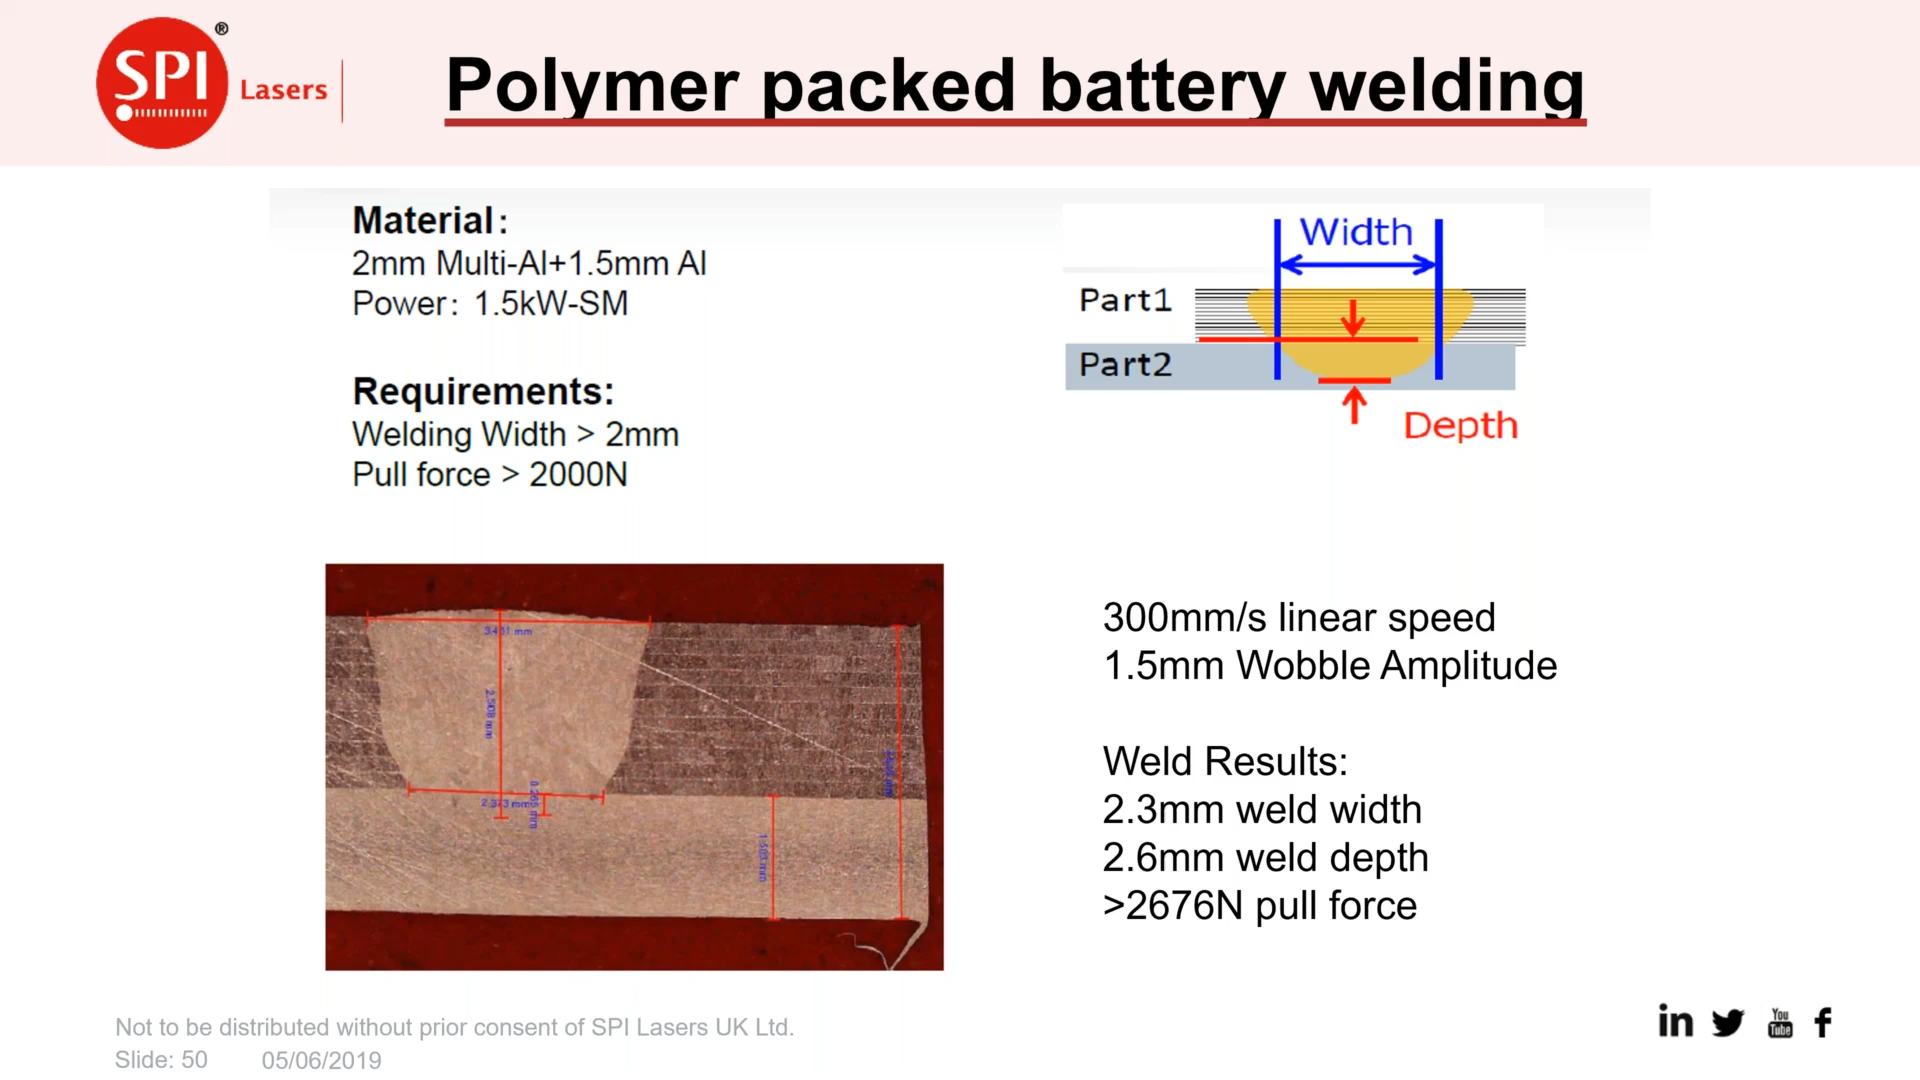 SPI®
Lasers
Polymer packed battery welding
Material:
2mm Multi-Al+1.5mm Al
Power: 1.5kW-SM
Requirements:
Welding Width > 2mm
Pull force > 2000N
Width
Part1
Part2
Depth
300mm/s linear speed
1.5mm Wobble Amplitude
Weld Results:
2.3mm weld width
2.6mm weld depth
>2676N pull force
Not to be distributed without prior consent of SPI Lasers UK Ltd.
Slide: 50 05/06/2019
in
You
Tube
f